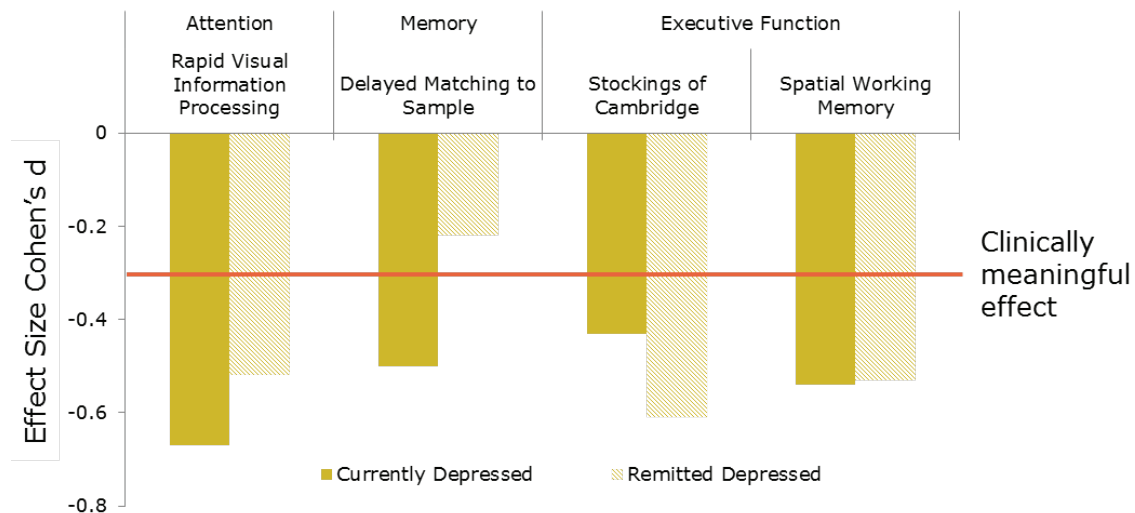 Attention
Memory
Executive Function
Rapid Visual
Information
Processing
Delayed Matching to
Sample
Stockings of
Cambridge
Spatial Working
Memory
0
-0.2
-0.4
-0.6
-0.8
Effect Size Cohen's d
Clinically
meaningful
effect
Currently Depressed
Remitted Depressed